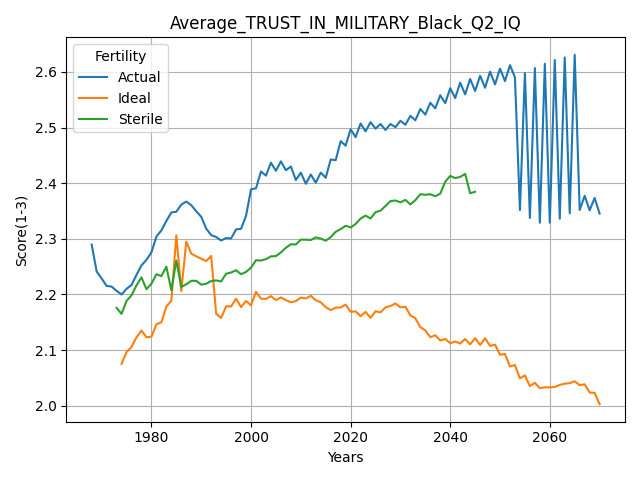 Average_TRUST_IN_MILITARY_Black_Q2_IQ
Fertility
Actual
Ideal
Sterile
2.6
2.5
2.4
2.3
2.2
2.1
2.0
Score(1-3)
1980 2000 2020 2040 2060
Years